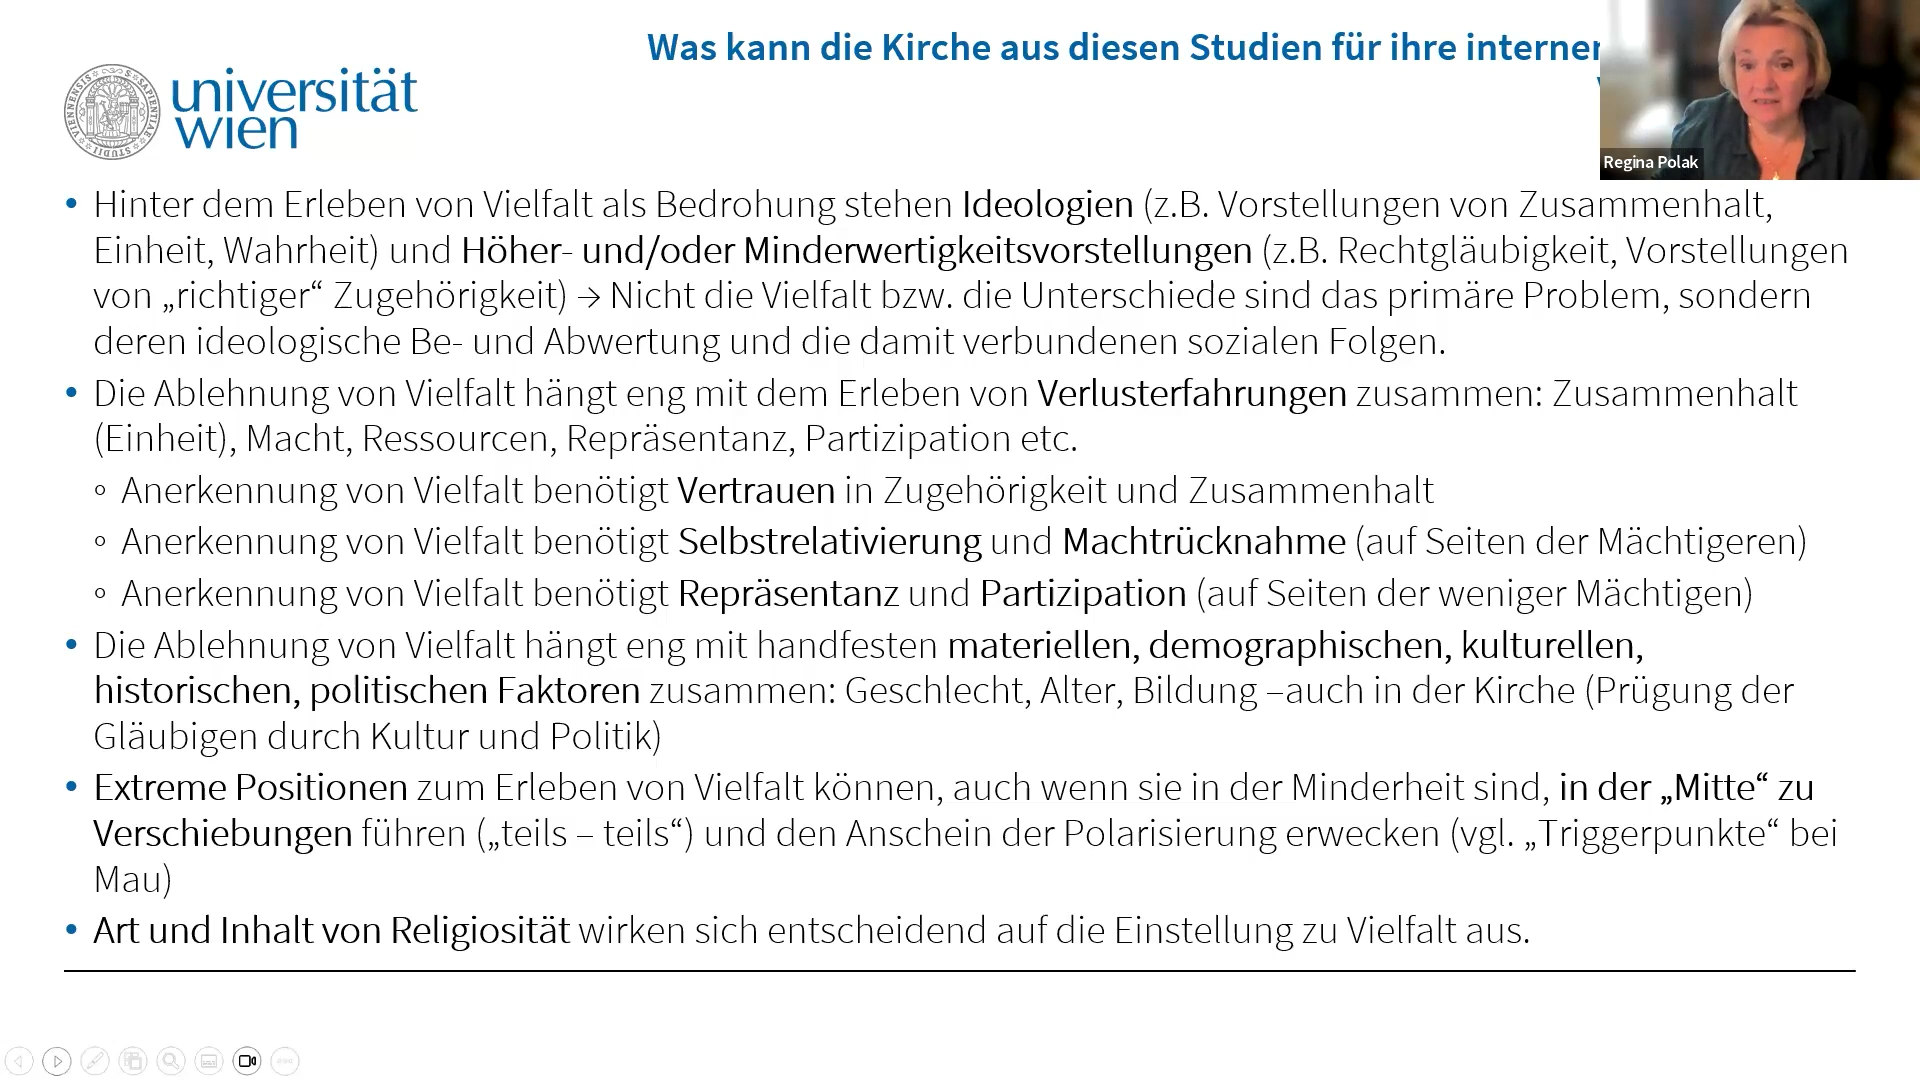 Was kann die Kirche aus diesen Studien für ihre interner
universität
wien
Regina Polak
• Hinter dem Erleben von Vielfalt als Bedrohung stehen Ideologien (z.B. Vorstellungen von Zusammenhalt,
Einheit, Wahrheit) und Höher- und/oder Minderwertigkeitsvorstellungen (z.B. Rechtgläubigkeit, Vorstellungen
von „richtiger“ Zugehörigkeit) → Nicht die Vielfalt bzw. die Unterschiede sind das primäre Problem, sondern
deren ideologische Be- und Abwertung und die damit verbundenen sozialen Folgen.
• Die Ablehnung von Vielfalt hängt eng mit dem Erleben von Verlusterfahrungen zusammen: Zusammenhalt
(Einheit), Macht, Ressourcen, Repräsentanz, Partizipation etc.
◦ Anerkennung von Vielfalt benötigt Vertrauen in Zugehörigkeit und Zusammenhalt
◦ Anerkennung von Vielfalt benötigt Selbstrelativierung und Machtrücknahme (auf Seiten der Mächtigeren)
◦ Anerkennung von Vielfalt benötigt Repräsentanz und Partizipation (auf Seiten der weniger Mächtigen)
• Die Ablehnung von Vielfalt hängt eng mit handfesten materiellen, demographischen, kulturellen,
historischen, politischen Faktoren zusammen: Geschlecht, Alter, Bildung –auch in der Kirche (Prügung der
Gläubigen durch Kultur und Politik)
• Extreme Positionen zum Erleben von Vielfalt können, auch wenn sie in der Minderheit sind, in der „Mitte“ zu
Verschiebungen führen („teils – teils“) und den Anschein der Polarisierung erwecken (vgl. „Triggerpunkte“ bei
Mau)
• Art und Inhalt von Religiosität wirken sich entscheidend auf die Einstellung zu Vielfalt aus.